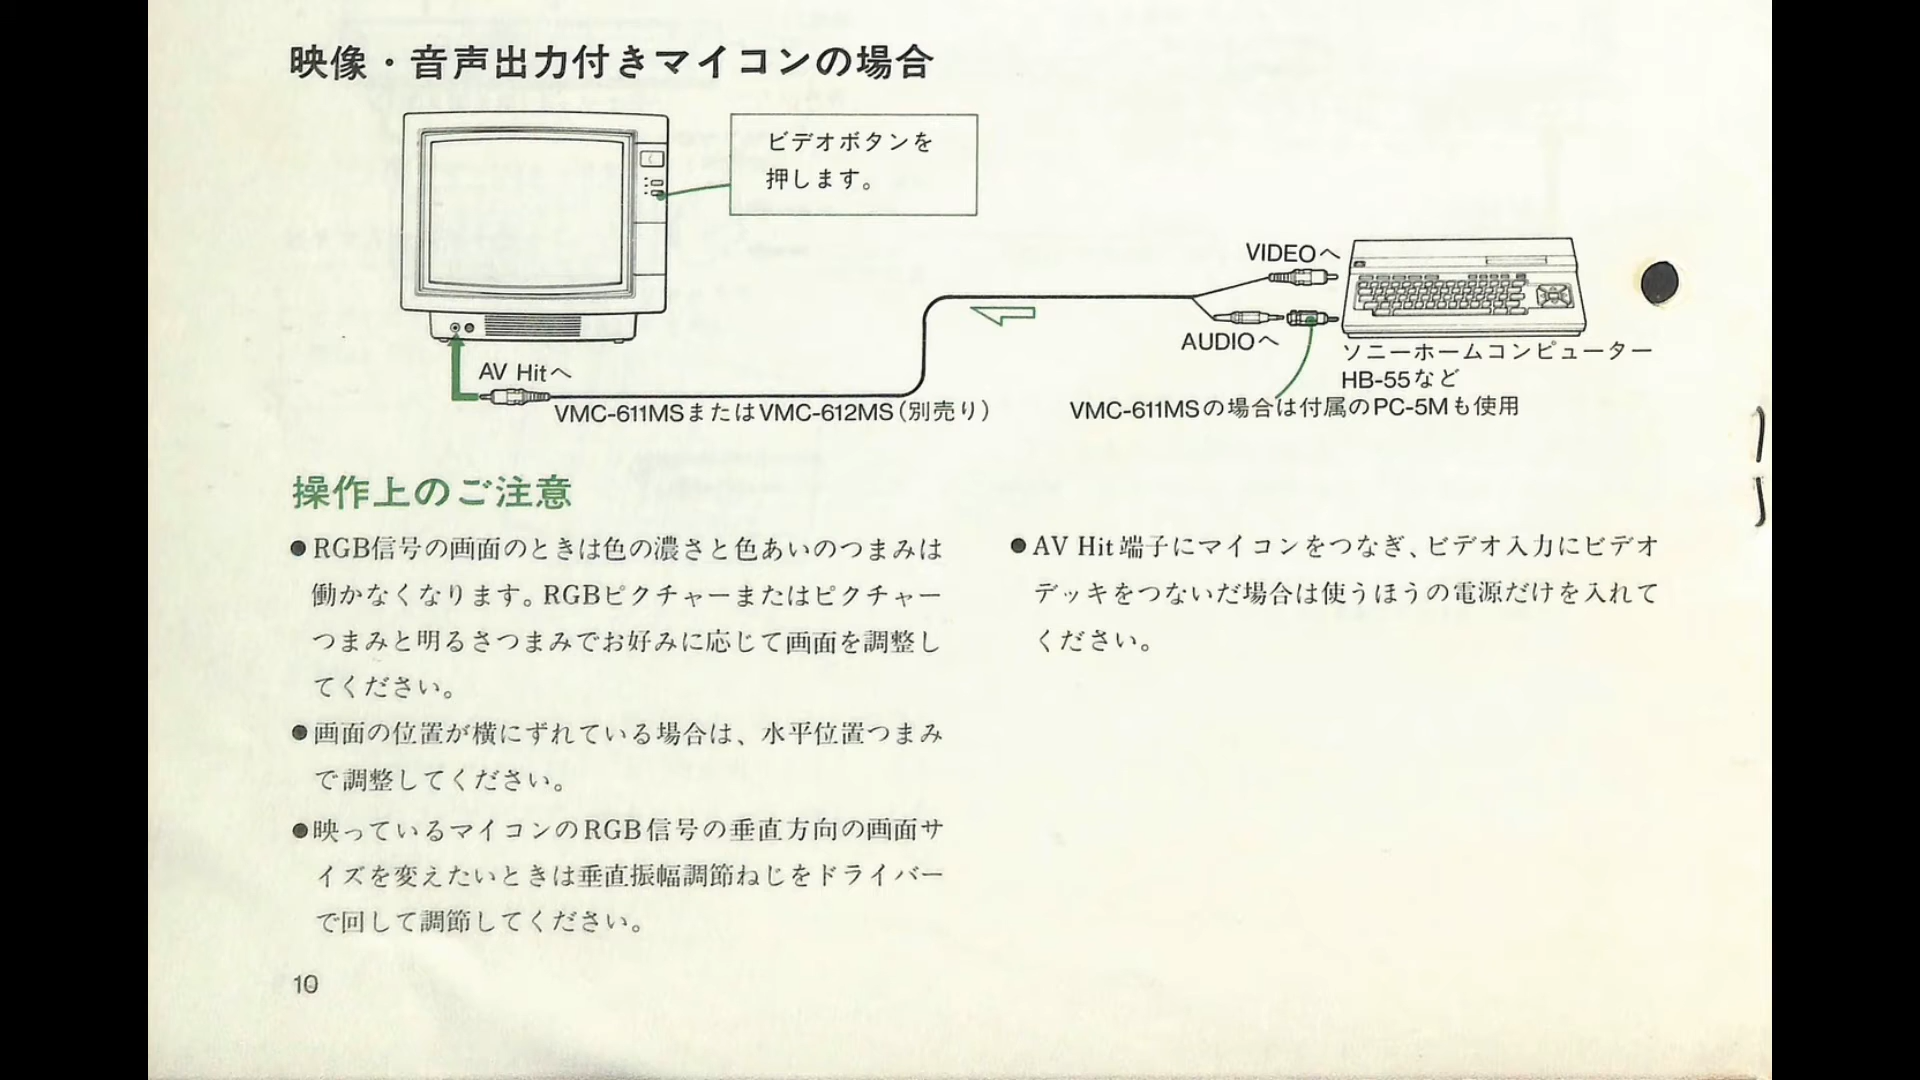 映像・音声出力付きマイコンの場合
ビデオボタンを
押します。
VIDEOへ
AUDIOへ
ソニーホームコンピューター
HB-55など
AV Hitへ
VMC-611MSまたはVMC-612MS(別売り)
VMC-611MSの場合は付属のPC-5Mも使用
操作上のご注意
●RGB信号の画面のときは色の濃さと色あいのつまみは
働かなくなります。RGBピクチャーまたはピクチャー
つまみと明るさつまみでお好みに応じて画面を調整し
てください。
●画面の位置が横にずれている場合は、水平位置つまみ
で調整してください。
●映っているマイコンのRGB信号の垂直方向の画面サ
イズを変えたいときは垂直振幅調節ねじをドライバー
で回して調節してください。
●AV Hit端子にマイコンをつなぎ、ビデオ入力にビデオ
デッキをつないだ場合は使うほうの電源だけを入れて
ください。
10